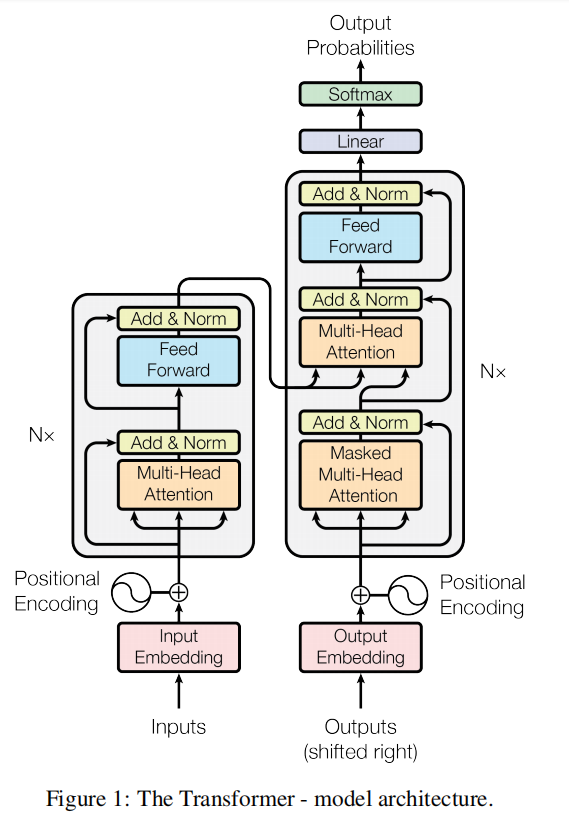 Output
Probabilities
Softmax
Linear
Add & Norm
Feed
Forward
Add & Norm
Multi-Head
Attention
Add & Norm
Masked
Multi-Head
Attention
N×
Add & Norm
Feed
Forward
Add & Norm
Multi-Head
Attention
N×
Positional
Encoding
Positional
Encoding
Input
Embedding
Output
Embedding
Inputs
Outputs
(shifted right)
Figure 1: The Transformer - model architecture.